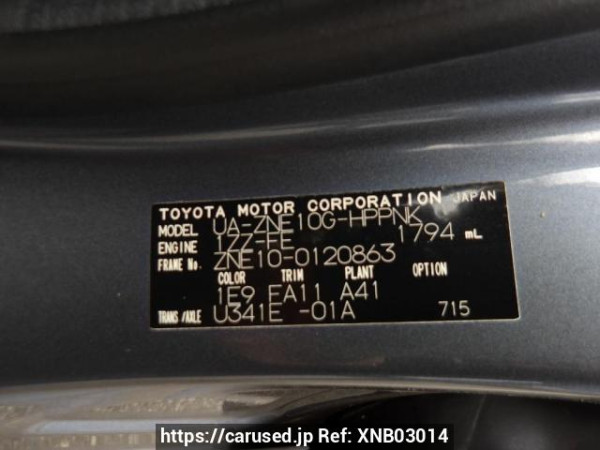 TOYOTA MOTOR CORPORATION JAPAN
MODEL UA-ZNE10G-HPPNK
ENGINE 1ZZ-FE 1794 mL
FRAME No. ZNE10-0120863
COLOR TRIM PLANT OPTION
1E9 FA11 A41
TRANS/AXLE U341E -01A 715
https://carused.jp Ref: XNB03014